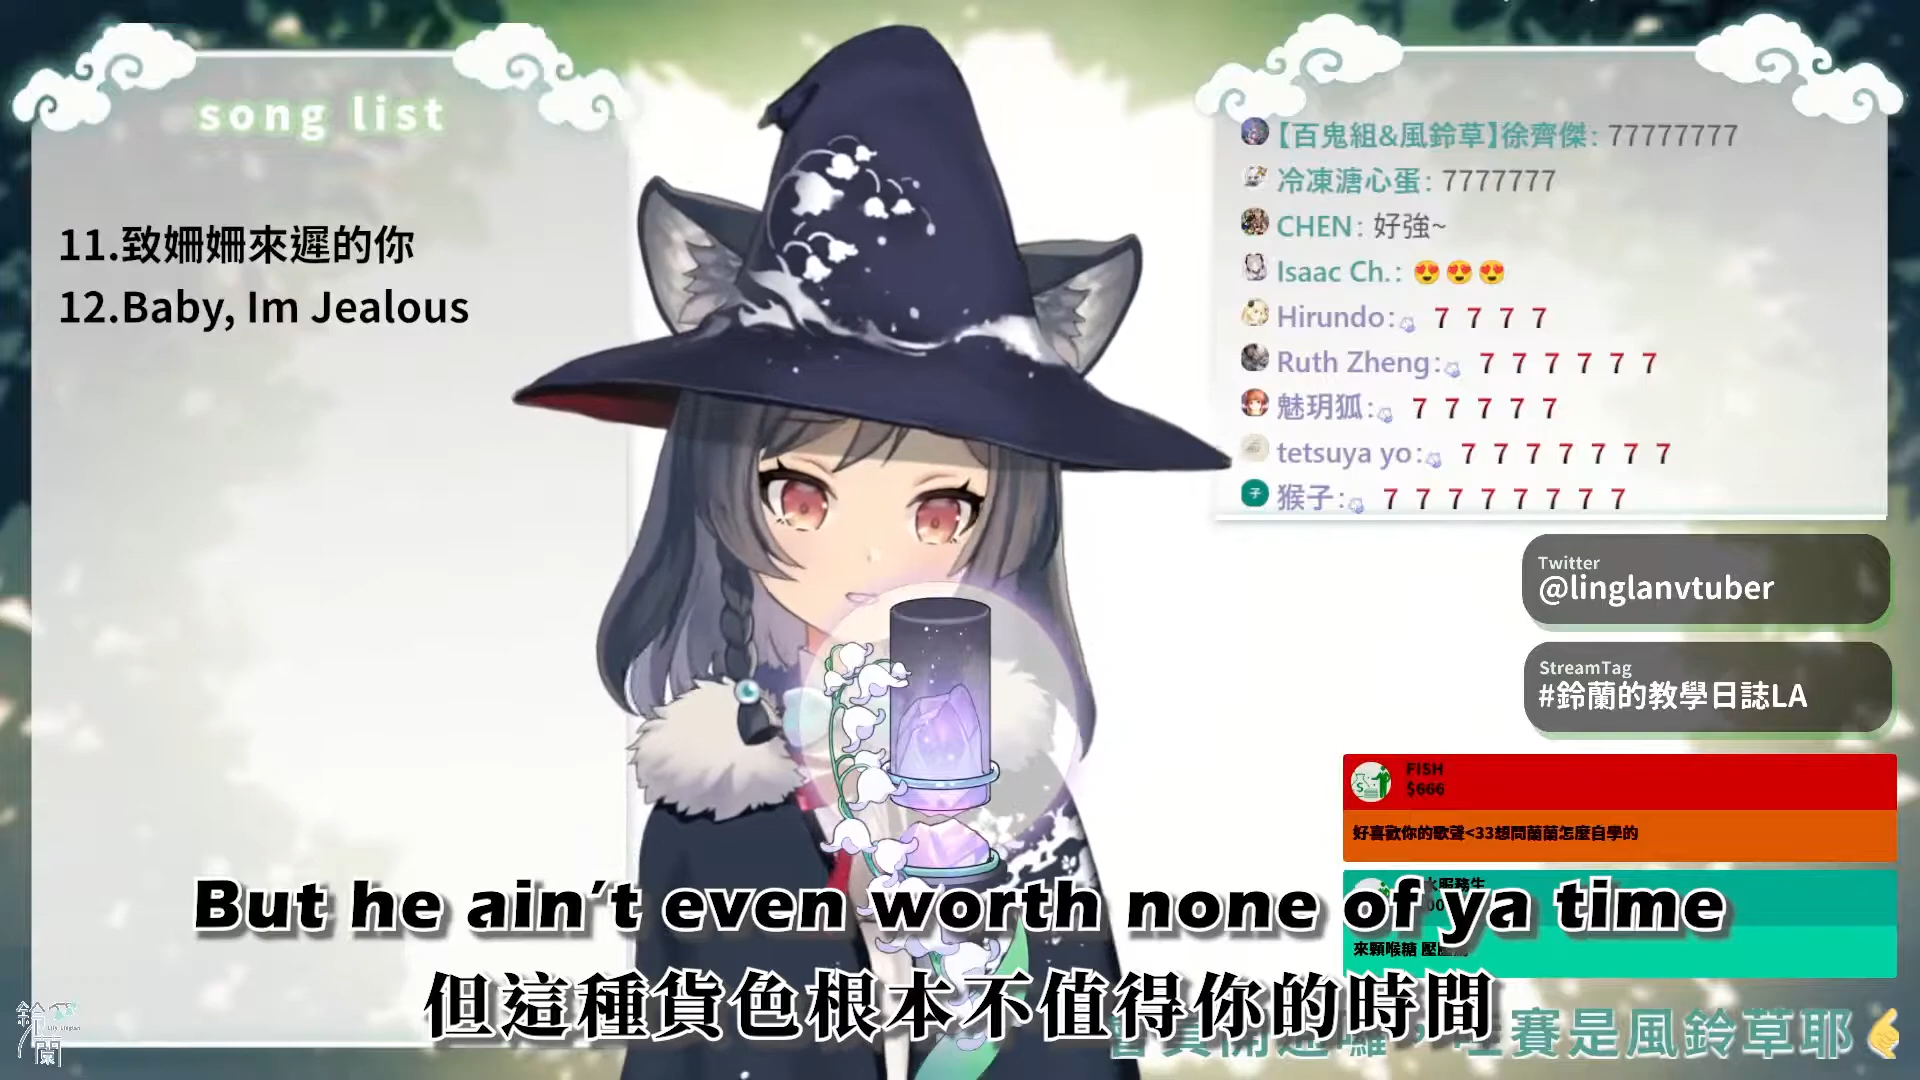 song list
11.致姍姍來遲的你
12.Baby, Im Jealous
【百鬼組&風鈴草】徐齊傑: 77777777
冷凍溏心蛋: 7777777
CHEN: 好強~
Isaac Ch.: 😍😍😍
Hirundo: 7 7 7 7
Ruth Zheng: 7 7 7 7 7 7
魅玥狐: 7 7 7 7 7
tetsuya yo: 7 7 7 7 7 7 7
子 猴子: 7 7 7 7 7 7 7 7
Twitter
@linglanvtuber
StreamTag
#鈴蘭的教學日誌LA
FISH
$666
好喜歡你的歌聲<33想問蘭蘭怎麼自學的
水服務生
來顆喉糖
But he ain't even worth none of ya time
但這種貨色根本不值得你的時間
賽是風鈴草耶
鈴蘭